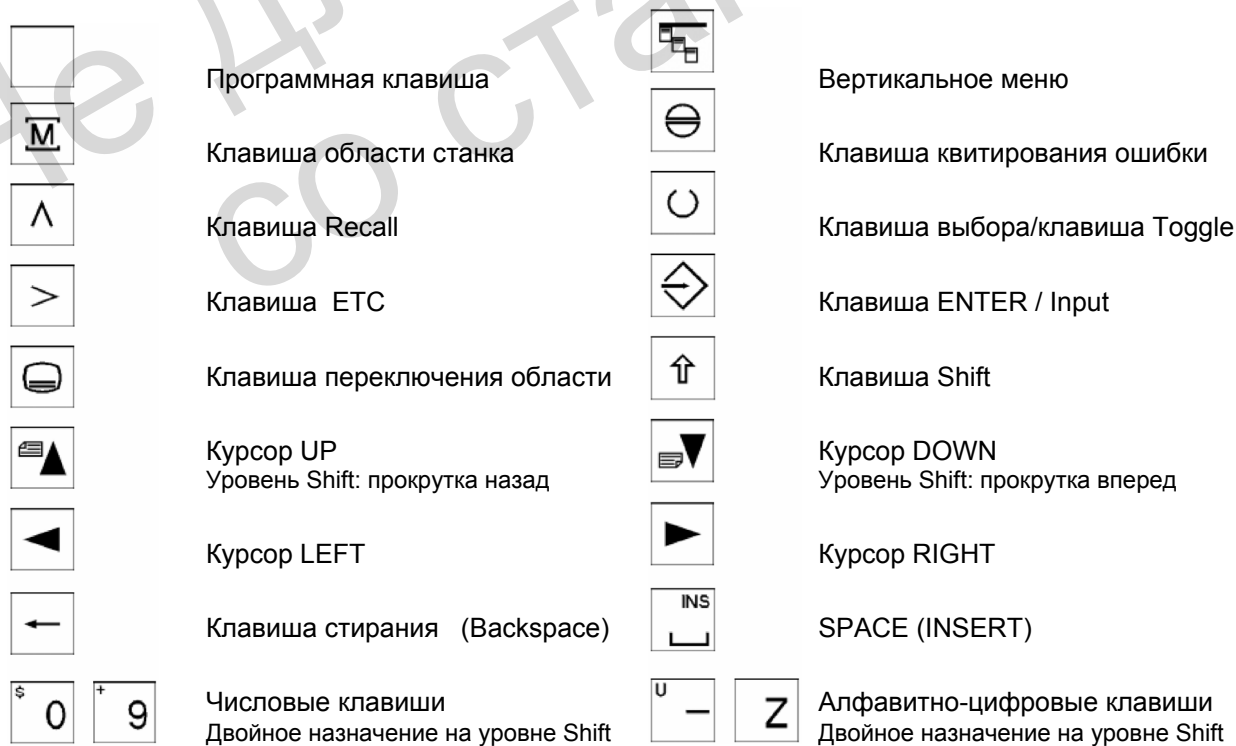 Программная клавиша
Вертикальное меню
M
Клавиша области станка
Клавиша квитирования ошибки
Клавиша Recall
Клавиша выбора/клавиша Toggle
Клавиша ETC
Клавиша ENTER / Input
Клавиша переключения области
Клавиша Shift
Курсор UP
Уровень Shift: прокрутка назад
Курсор DOWN
Уровень Shift: прокрутка вперед
Курсор LEFT
Курсор RIGHT
Клавиша стирания (Backspace)
INS
SPACE (INSERT)
$ 0
+ 9
Числовые клавиши
Двойное назначение на уровне Shift
U –
Z
Алфавитно-цифровые клавиши
Двойное назначение на уровне Shift
со